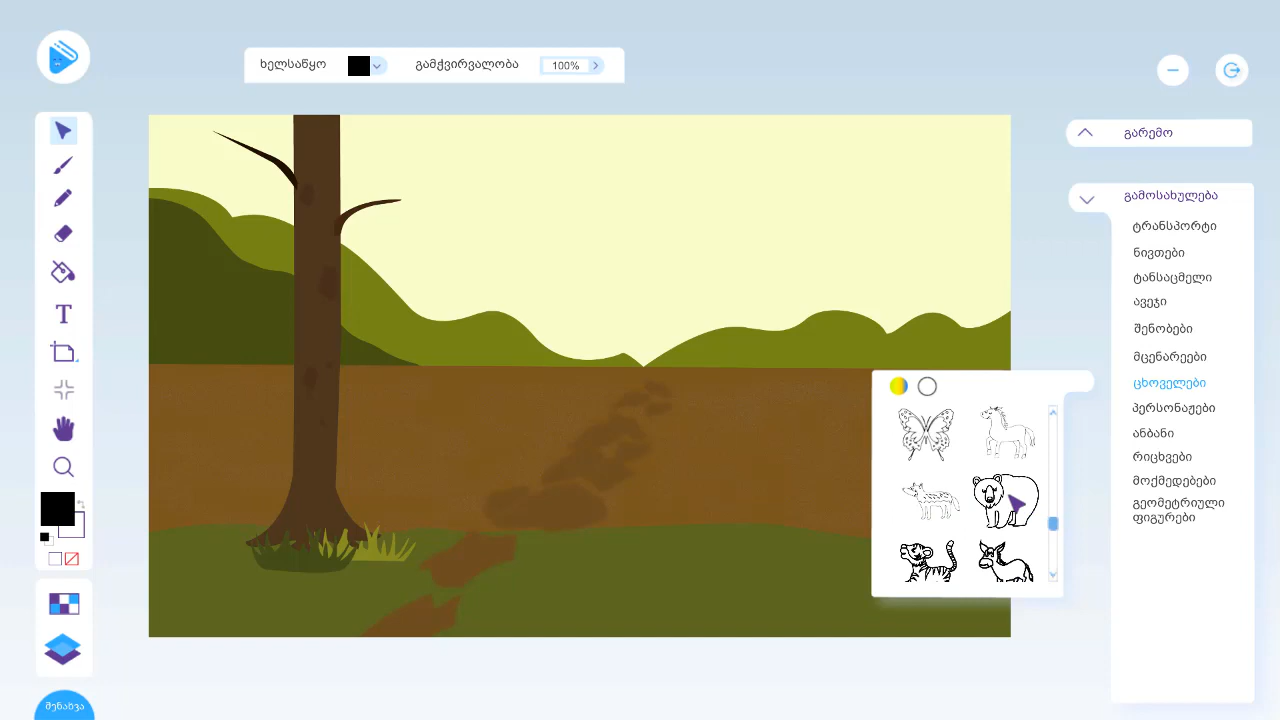 ხელსაწყო
გამჭვირვალობა
100%
გარემო
გამოსახულება
ტრანსპორტი
ნივთები
ტანსაცმელი
ავეჯი
შენობები
მცენარეები
ცხოველები
პერსონაჟები
ანბანი
რიცხვები
მოქმედებები
გეომეტრიული
ფიგურები
T
შენახვა